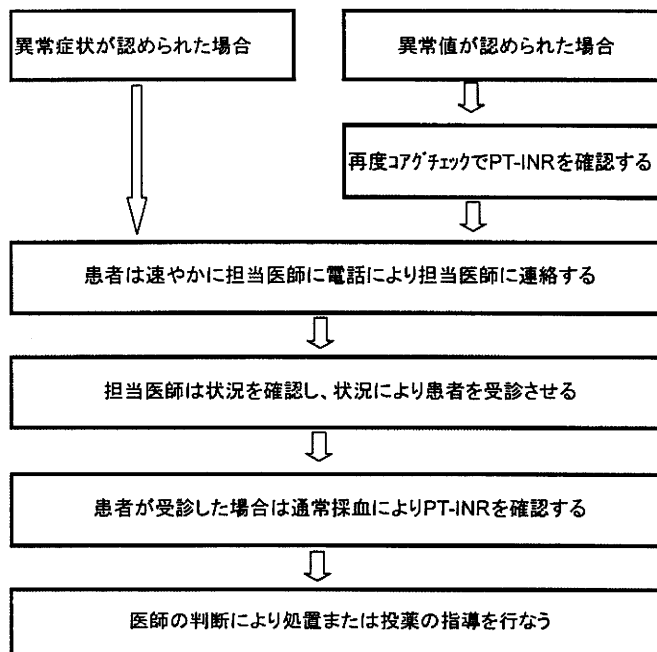 異常症状が認められた場合
異常値が認められた場合
再度コアグチェックでPT-INRを確認する
患者は速やかに担当医師に電話により担当医師に連絡する
担当医師は状況を確認し、状況により患者を受診させる
患者が受診した場合は通常採血によりPT-INRを確認する
医師の判断により処置または投薬の指導を行なう